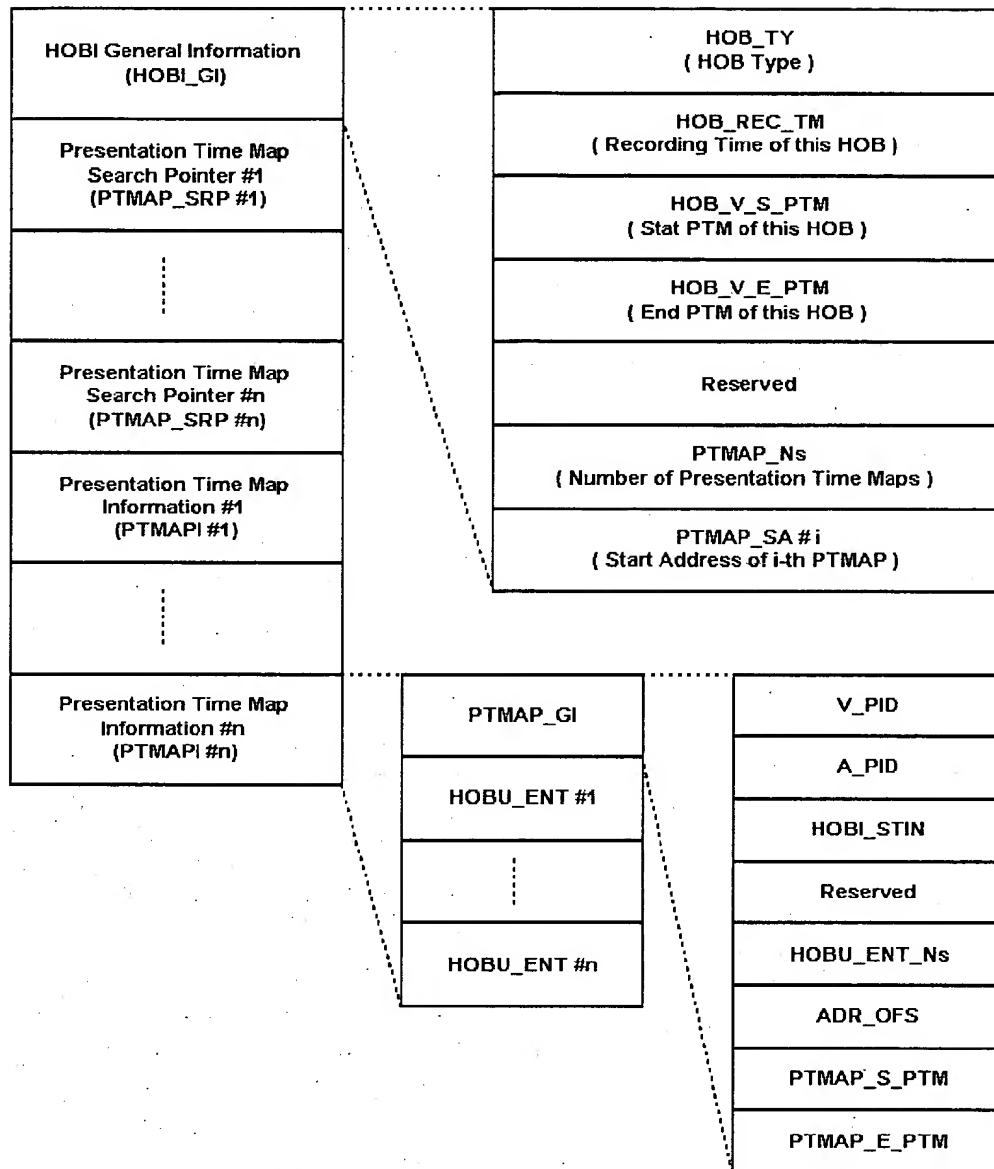 HOBI General Information
(HOBI_GI)
Presentation Time Map
Search Pointer #1
(PTMAP_SRP #1)
Presentation Time Map
Search Pointer #n
(PTMAP_SRP #n)
Presentation Time Map
Information #1
(PTMAPI #1)
Presentation Time Map
Information #n
(PTMAPI #n)
HOB_TY
( HOB Type )
HOB_REC_TM
( Recording Time of this HOB )
HOB_V_S_PTM
( Stat PTM of this HOB )
HOB_V_E_PTM
( End PTM of this HOB )
Reserved
PTMAP_Ns
( Number of Presentation Time Maps )
PTMAP_SA # i
( Start Address of i-th PTMAP )
PTMAP_GI
HOBU_ENT #1
HOBU_ENT #n
V_PID
A_PID
HOBI_STIN
Reserved
HOBU_ENT_Ns
ADR_OFS
PTMAP_S_PTM
PTMAP_E_PTM